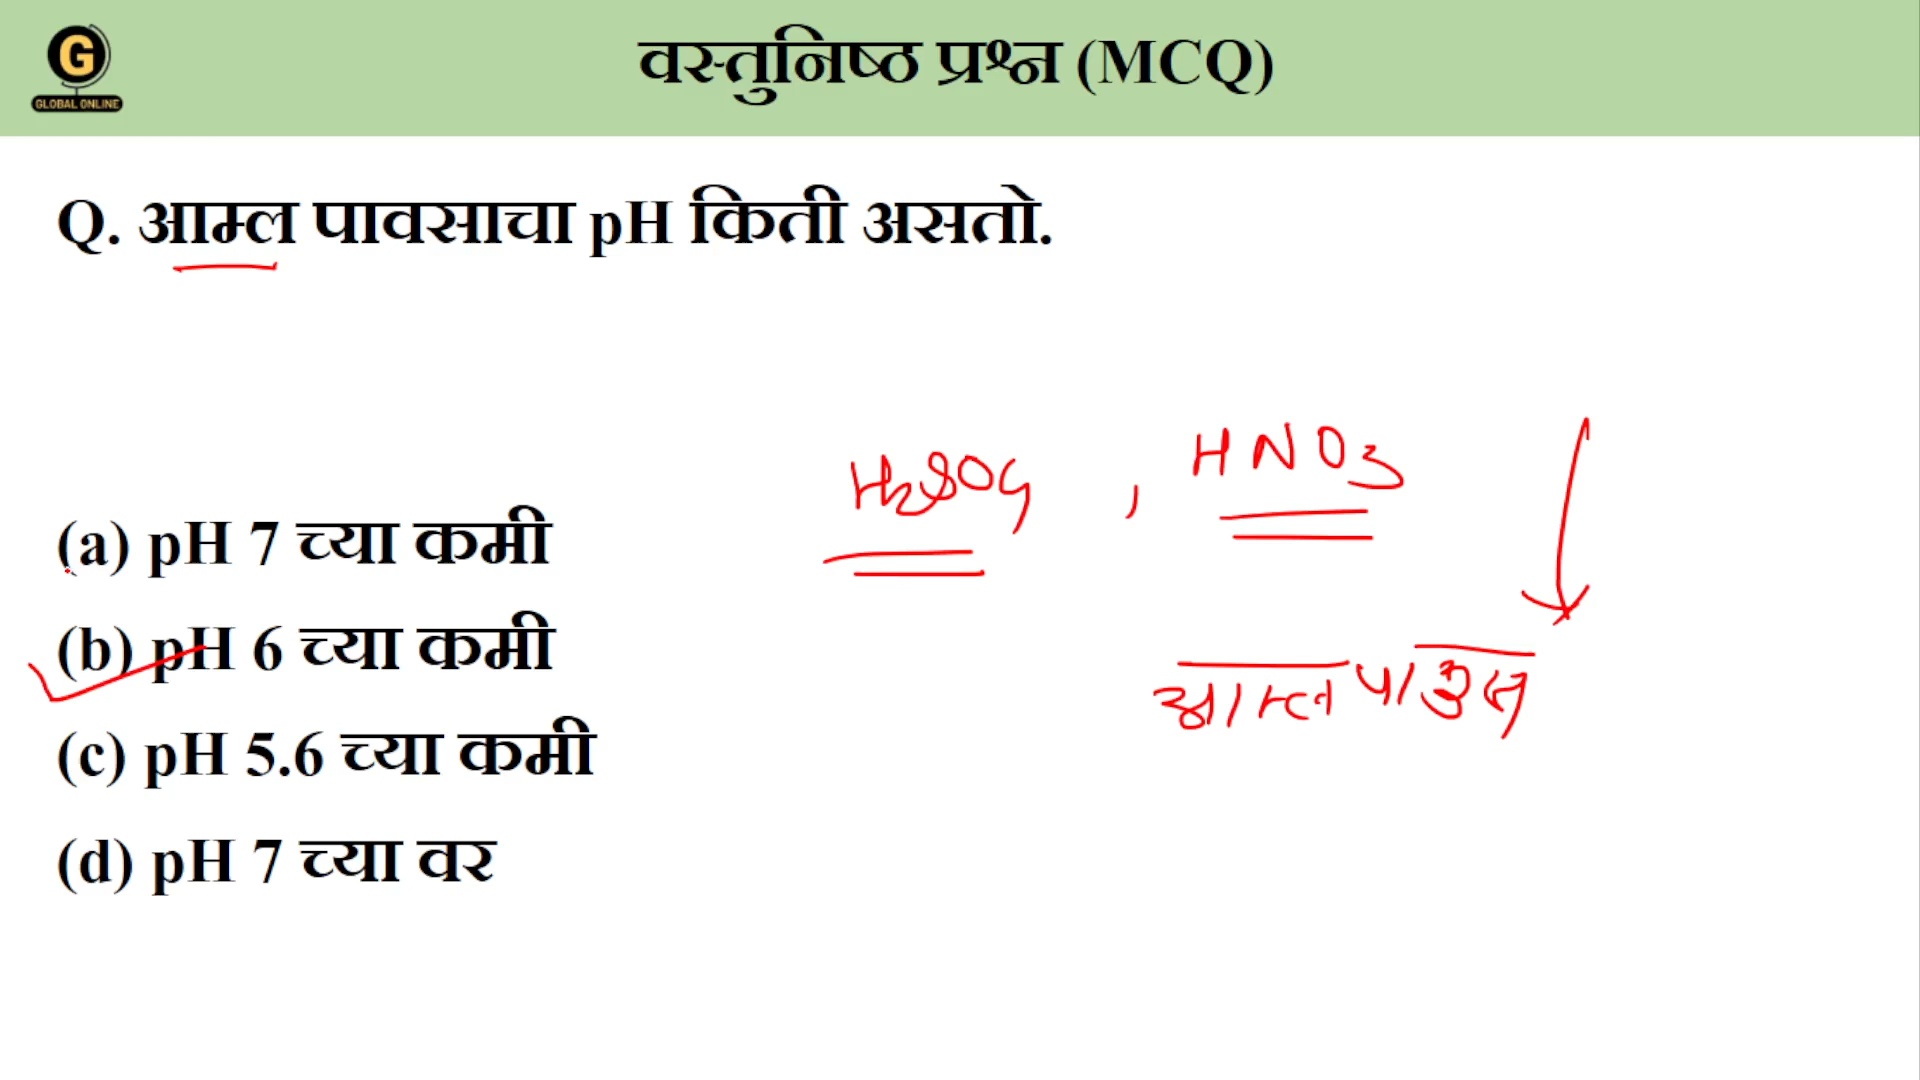 G
GLOBAL ONLINE
वस्तुनिष्ठ प्रश्न (MCQ)
Q. आम्ल पावसाचा pH किती असतो.
H2SO4, HNO3
(a) pH 7 च्या कमी
(b) pH 6 च्या कमी
आम्ल पाऊस
(c) pH 5.6 च्या कमी
(d) pH 7 च्या वर